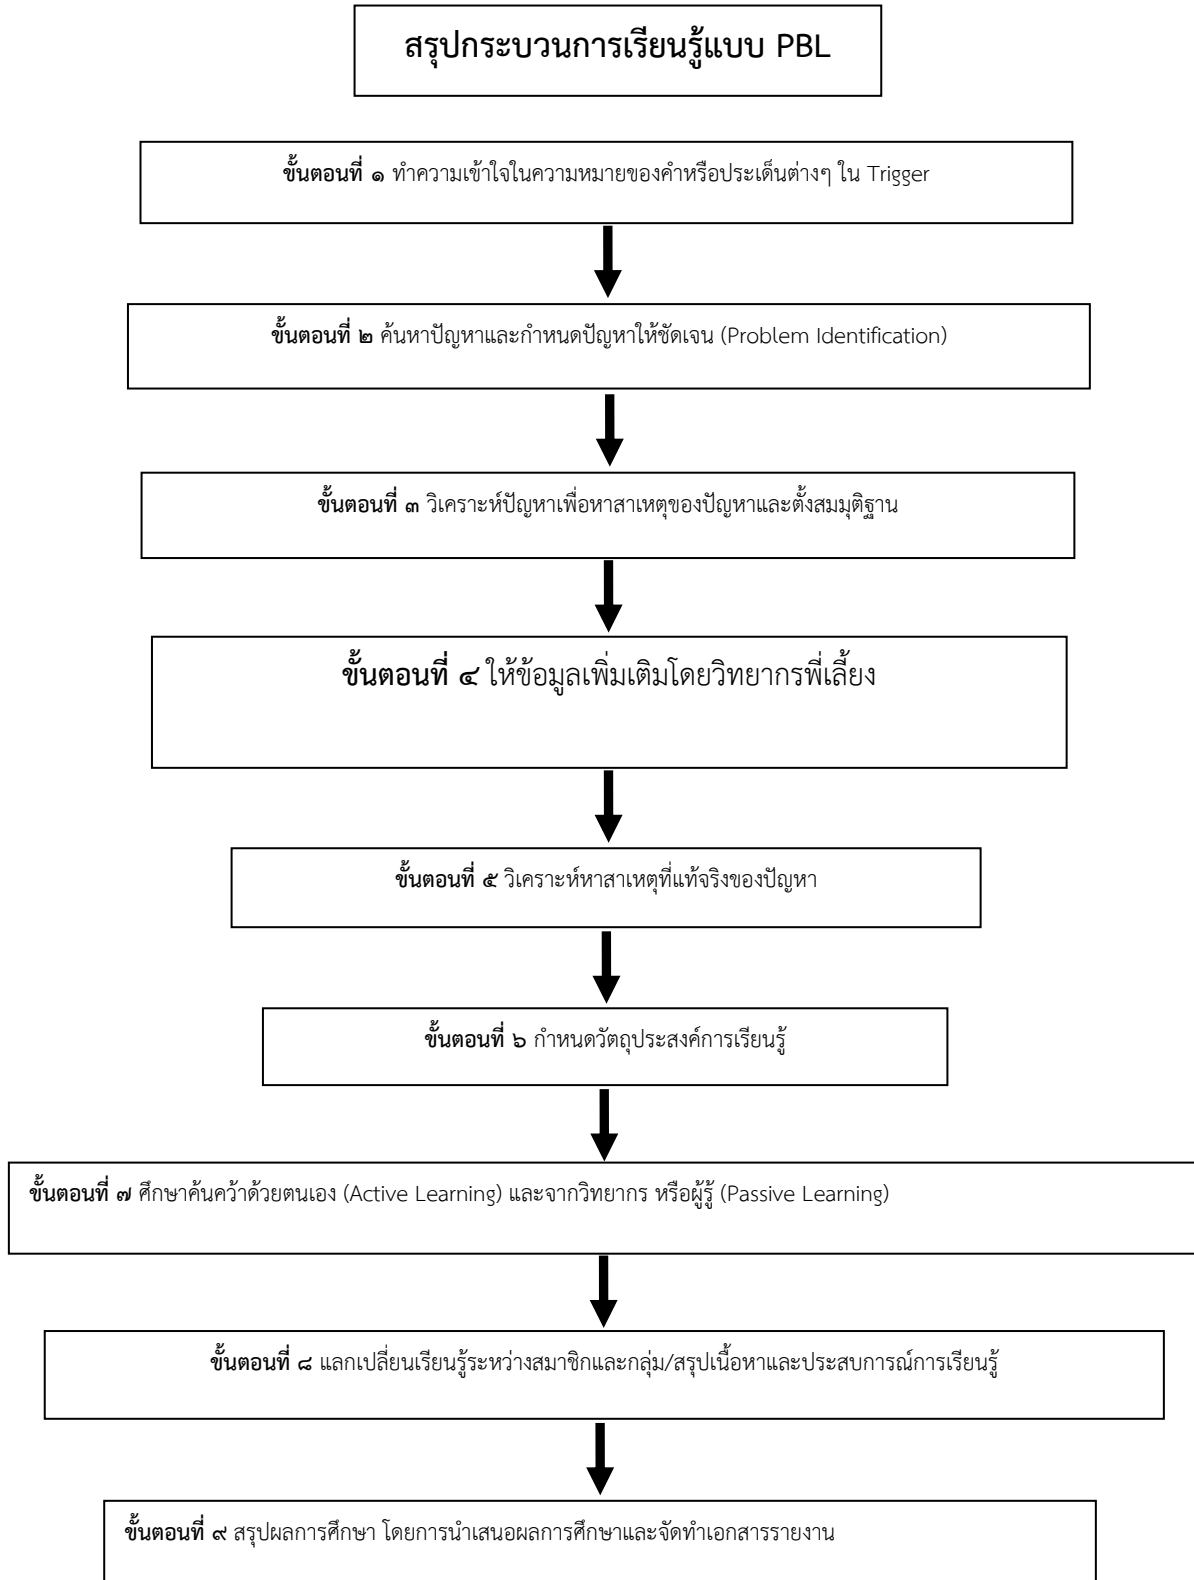 สรุปกระบวนการเรียนรู้แบบ PBL
ขั้นตอนที่ ๑ ทำความเข้าใจในความหมายของคำหรือประเด็นต่างๆ ใน Trigger
ขั้นตอนที่ ๒ ค้นหาปัญหาและกำหนดปัญหาให้ชัดเจน (Problem Identification)
ขั้นตอนที่ ๓ วิเคราะห์ปัญหาเพื่อหาสาเหตุของปัญหาและตั้งสมมุติฐาน
ขั้นตอนที่ ๔ ให้ข้อมูลเพิ่มเติมโดยวิทยากรพี่เลี้ยง
ขั้นตอนที่ ๕ วิเคราะห์หาสาเหตุที่แท้จริงของปัญหา
ขั้นตอนที่ ๖ กำหนดวัตถุประสงค์การเรียนรู้
ขั้นตอนที่ ๗ ศึกษาค้นคว้าด้วยตนเอง (Active Learning) และจากวิทยากร หรือผู้รู้ (Passive Learning)
ขั้นตอนที่ ๘ แลกเปลี่ยนเรียนรู้ระหว่างสมาชิกและกลุ่ม/สรุปเนื้อหาและประสบการณ์การเรียนรู้
ขั้นตอนที่ ๙ สรุปผลการศึกษา โดยการนำเสนอผลการศึกษาและจัดทำเอกสารรายงาน